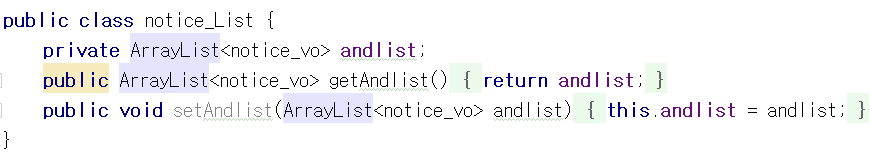 public class notice_List {
private ArrayList<notice_vo> andlist;
public ArrayList<notice_vo> getAndlist() { return andlist; }
public void setAndlist(ArrayList<notice_vo> andlist) { this.andlist = andlist; }
}